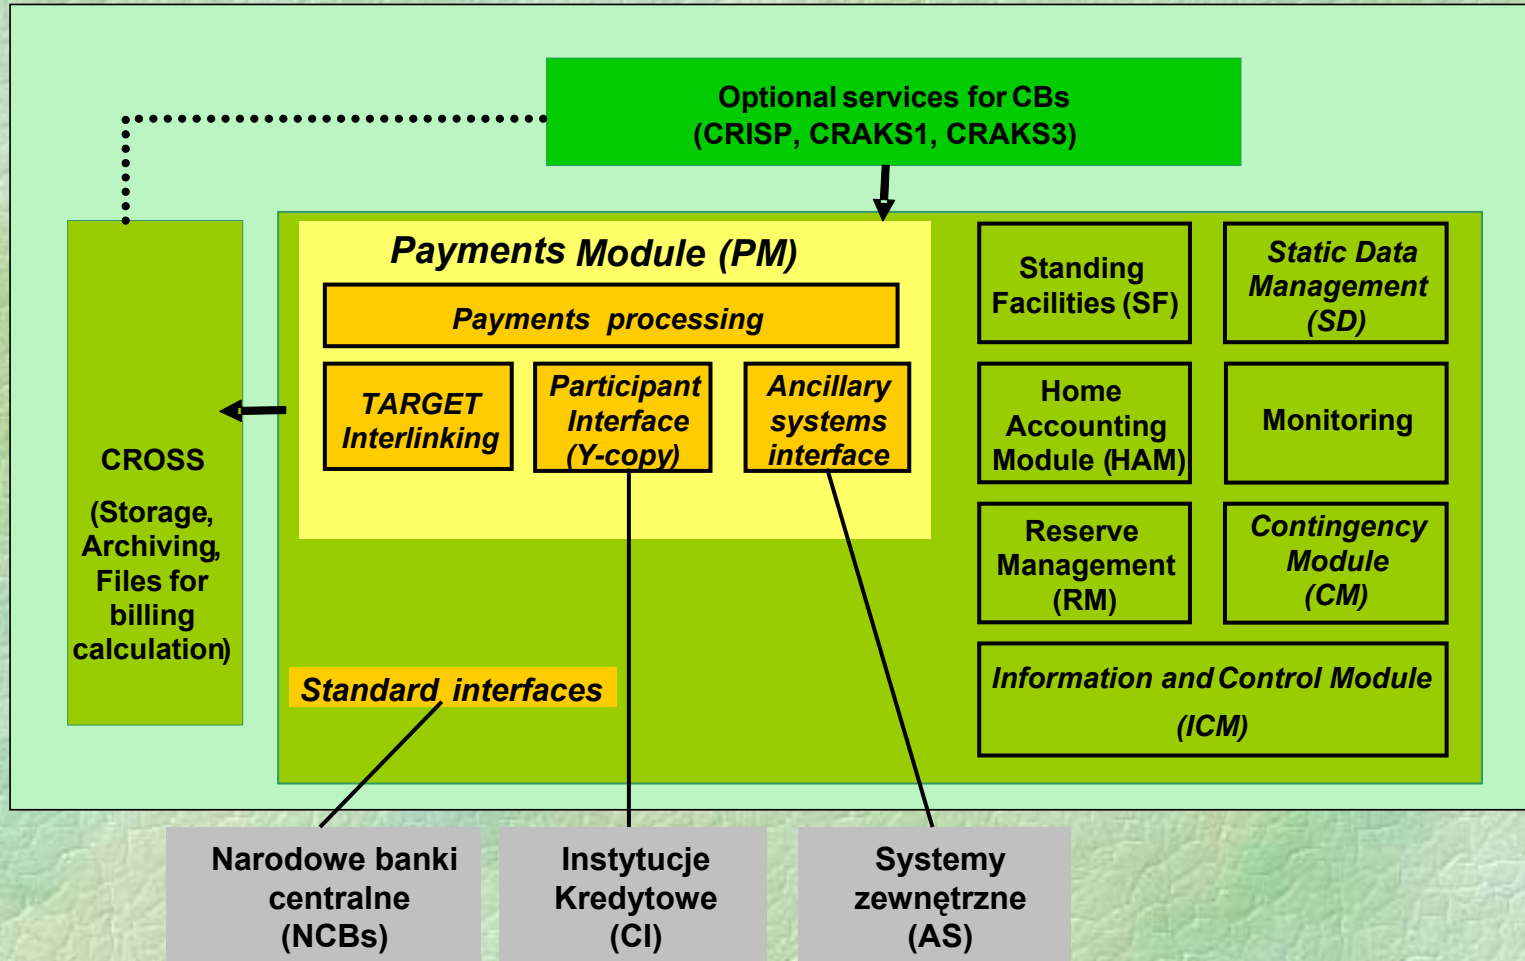 Optional services for CBs
(CRISP, CRAKS1, CRAKS3)
Payments Module (PM)
Payments processing
TARGET
Interlinking
Participant
Interface
(Y-copy)
Ancillary
systems
interface
Standing
Facilities (SF)
Static Data
Management
(SD)
Home
Accounting
Module (HAM)
Monitoring
Reserve
Management
(RM)
Contingency
Module
(CM)
Information and Control Module
(ICM)
CROSS
(Storage,
Archiving,
Files for
billing
calculation)
Standard interfaces
Narodowe banki
centralne
(NCBs)
Instytucje
Kredytowe
(CI)
Systemy
zewnętrzne
(AS)